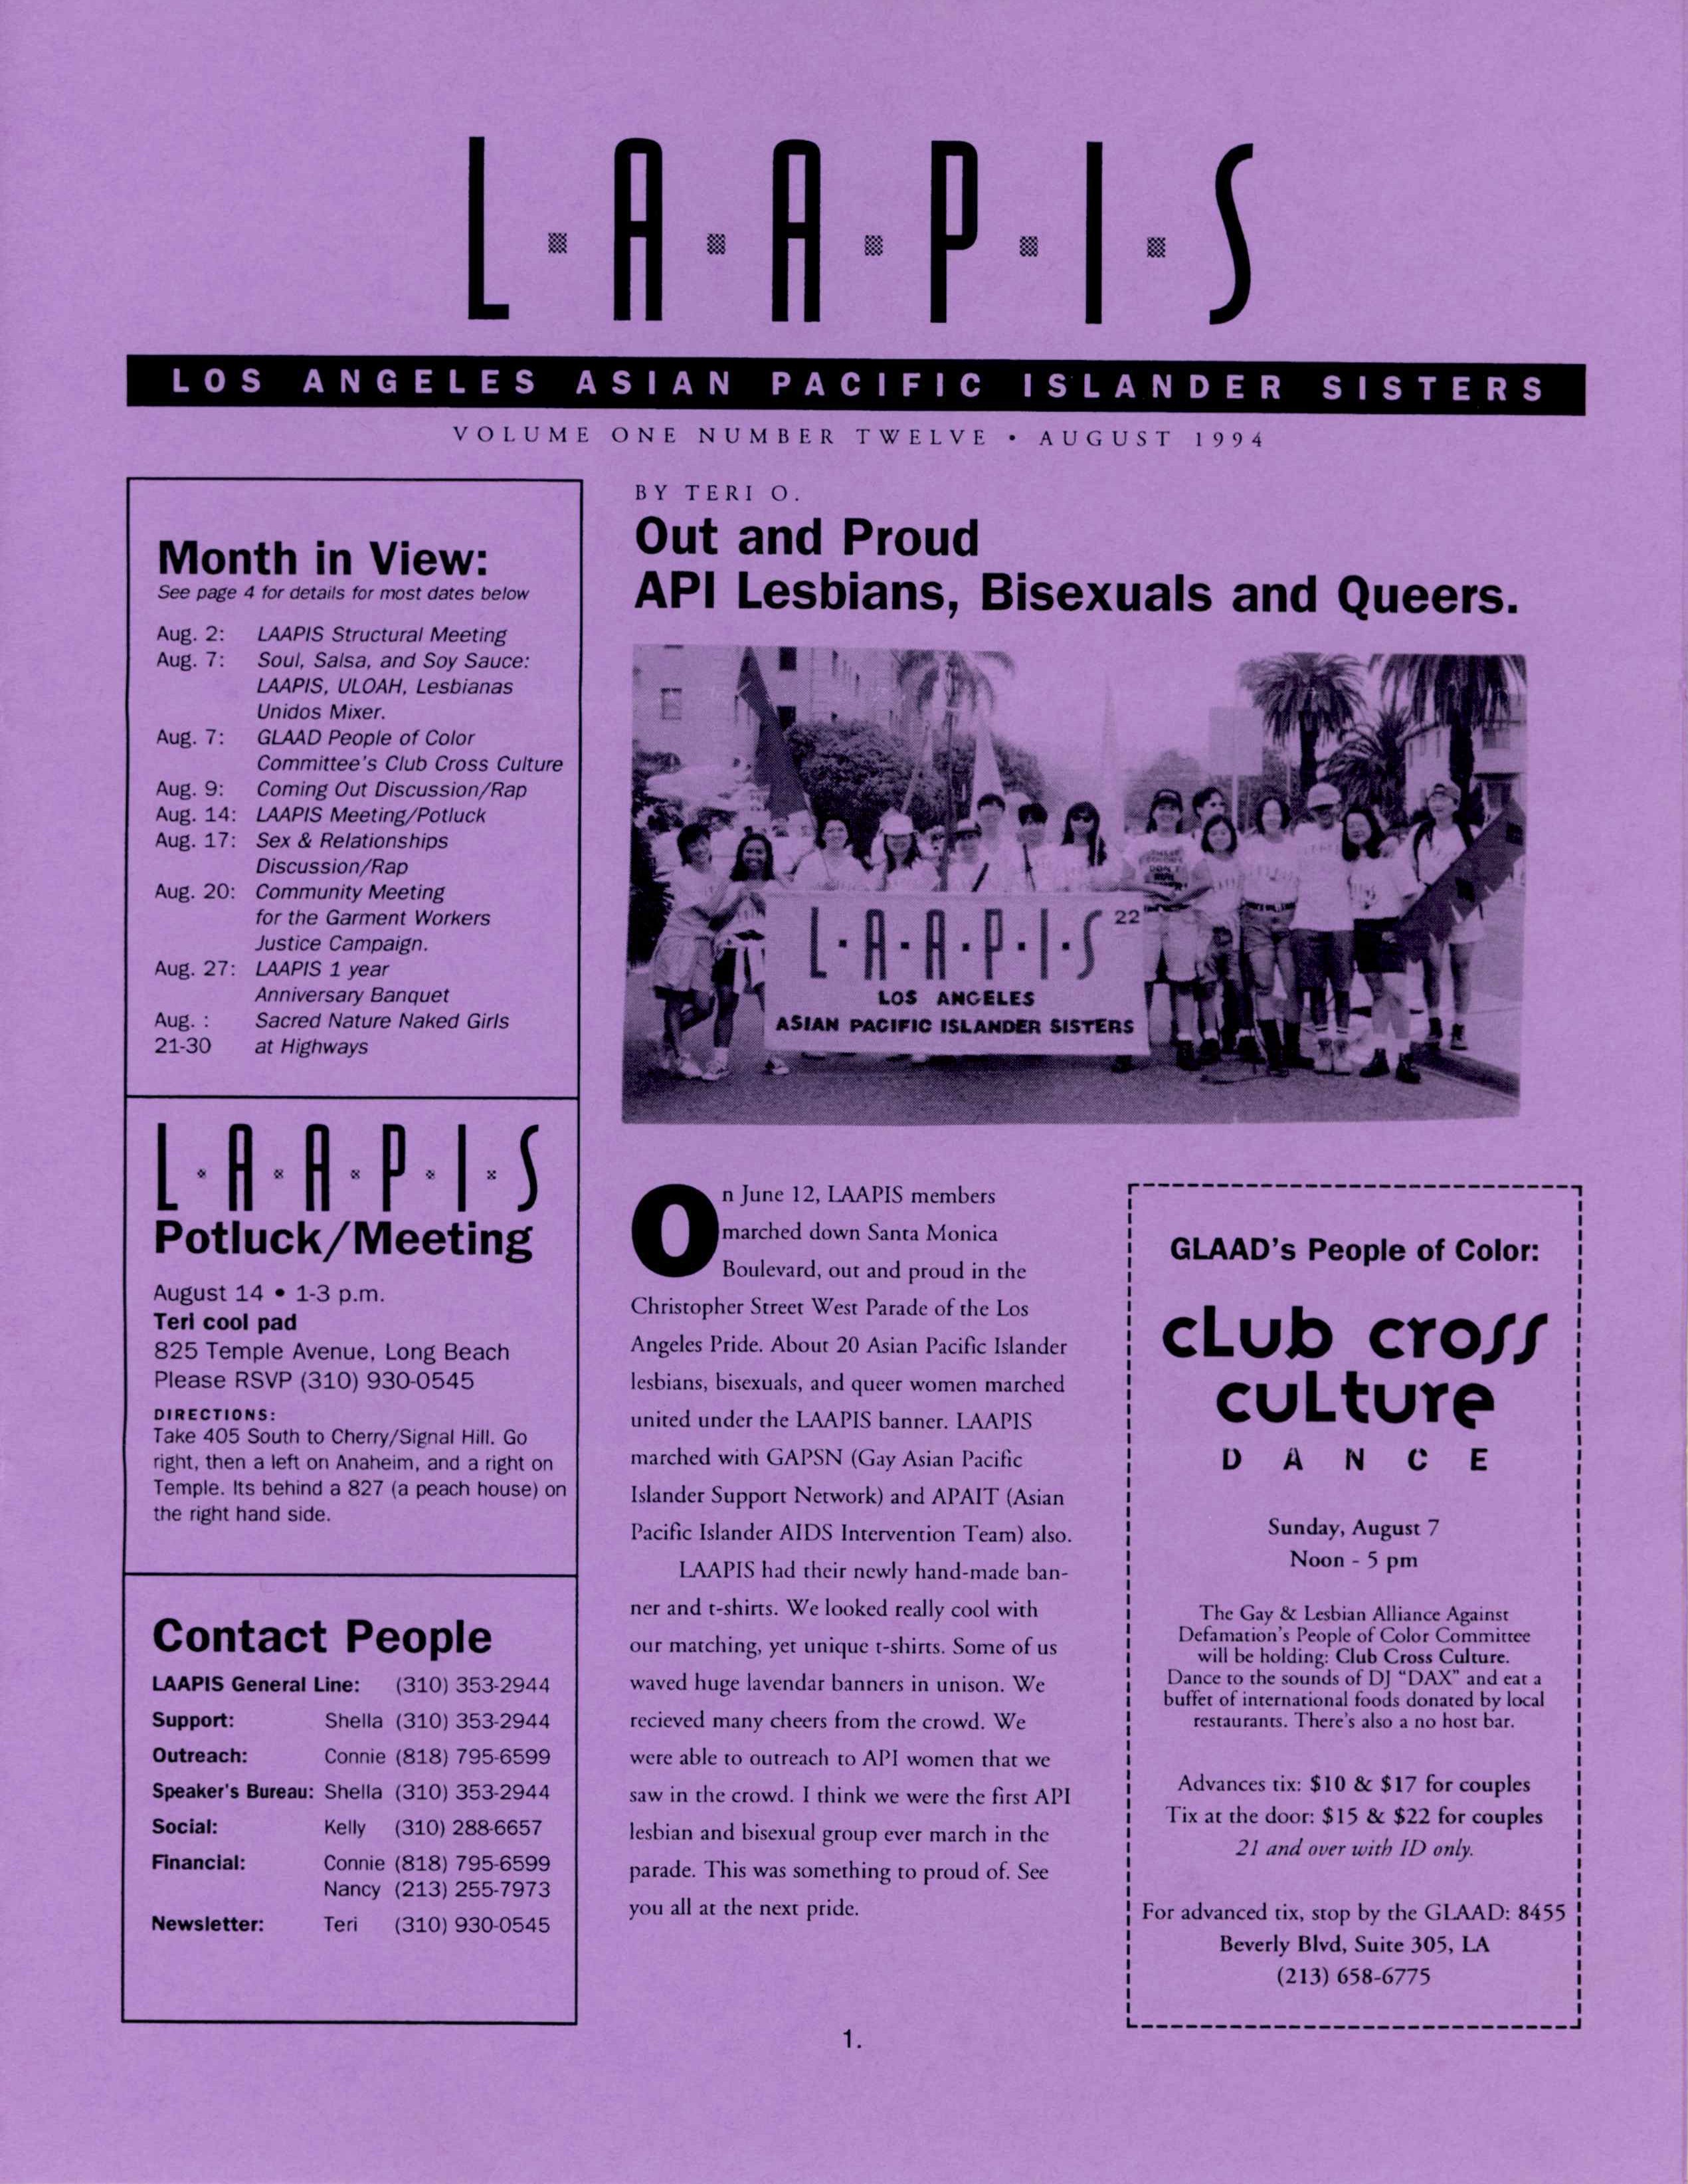 L·A·A·P·I·S
LOS ANGELES ASIAN PACIFIC ISLANDER SISTERS
VOLUME ONE NUMBER TWELVE • AUGUST 1994
Month in View:
See page 4 for details for most dates below
Aug. 2: LAAPIS Structural Meeting
Aug. 7: Soul, Salsa, and Soy Sauce:
LAAPIS, ULOAH, Lesbianas
Unidos Mixer.
Aug. 7: GLAAD People of Color
Committee's Club Cross Culture
Aug. 9: Coming Out Discussion/Rap
Aug. 14: LAAPIS Meeting/Potluck
Aug. 17: Sex & Relationships
Discussion/Rap
Aug. 20: Community Meeting
for the Garment Workers
Justice Campaign.
Aug. 27: LAAPIS 1 year
Anniversary Banquet
Aug. : Sacred Nature Naked Girls
21-30 at Highways
L·A·A·P·I·S
Potluck/Meeting
August 14 • 1-3 p.m.
Teri cool pad
825 Temple Avenue, Long Beach
Please RSVP (310) 930-0545
DIRECTIONS:
Take 405 South to Cherry/Signal Hill. Go
right, then a left on Anaheim, and a right on
Temple. Its behind a 827 (a peach house) on
the right hand side.
Contact People
LAAPIS General Line: (310) 353-2944
Support: Shella (310) 353-2944
Outreach: Connie (818) 795-6599
Speaker's Bureau: Shella (310) 353-2944
Social: Kelly (310) 288-6657
Financial: Connie (818) 795-6599
Nancy (213) 255-7973
Newsletter: Teri (310) 930-0545
BY TERI O.
Out and Proud
API Lesbians, Bisexuals and Queers.
L·A·A·P·I·S 22
LOS ANGELES
ASIAN PACIFIC ISLANDER SISTERS
On June 12, LAAPIS members
marched down Santa Monica
Boulevard, out and proud in the
Christopher Street West Parade of the Los
Angeles Pride. About 20 Asian Pacific Islander
lesbians, bisexuals, and queer women marched
united under the LAAPIS banner. LAAPIS
marched with GAPSN (Gay Asian Pacific
Islander Support Network) and APAIT (Asian
Pacific Islander AIDS Intervention Team) also.
LAAPIS had their newly hand-made ban-
ner and t-shirts. We looked really cool with
our matching, yet unique t-shirts. Some of us
waved huge lavendar banners in unison. We
recieved many cheers from the crowd. We
were able to outreach to API women that we
saw in the crowd. I think we were the first API
lesbian and bisexual group ever march in the
parade. This was something to proud of. See
you all at the next pride.
GLAAD's People of Color:
cLub cross
cuLture
DANCE
Sunday, August 7
Noon - 5 pm
The Gay & Lesbian Alliance Against
Defamation's People of Color Committee
will be holding: Club Cross Culture.
Dance to the sounds of DJ “DAX” and eat a
buffet of international foods donated by local
restaurants. There's also a no host bar.
Advances tix: $10 & $17 for couples
Tix at the door: $15 & $22 for couples
21 and over with ID only.
For advanced tix, stop by the GLAAD: 8455
Beverly Blvd, Suite 305, LA
(213) 658-6775
1.